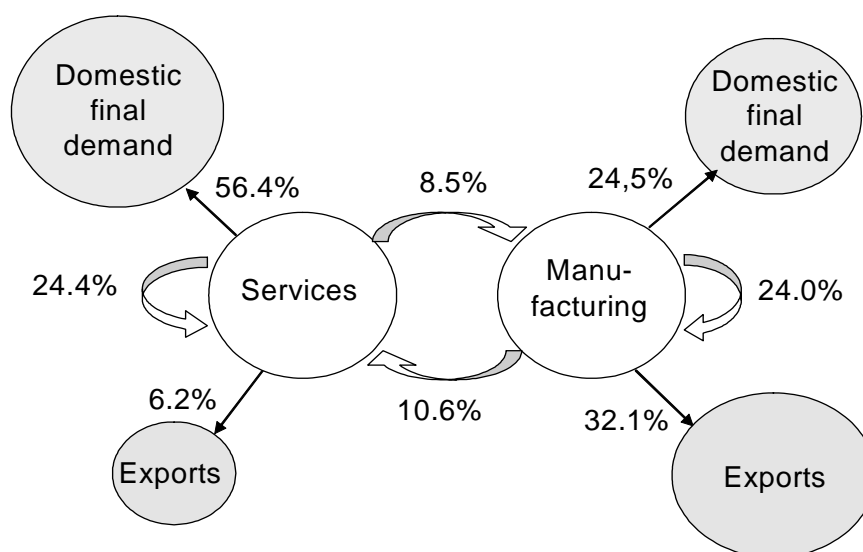 Domestic
final
demand
Domestic
final
demand
56.4%
8.5%
24,5%
24.4%
Services
Manu-
facturing
24.0%
6.2%
10.6%
32.1%
Exports
Exports